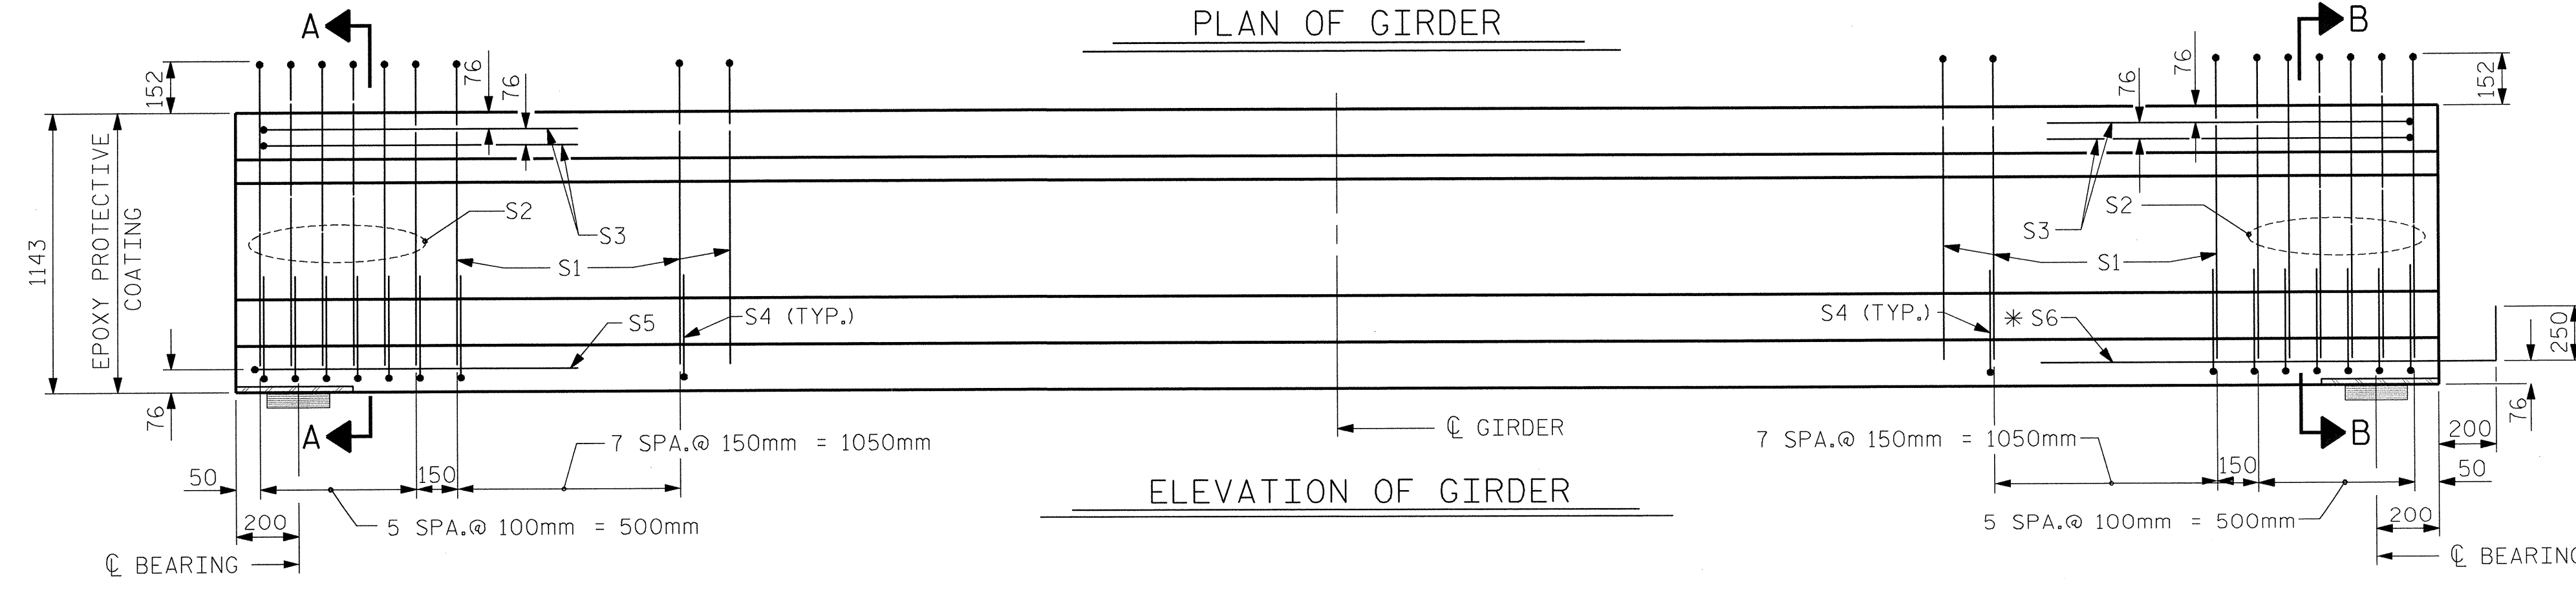 PLAN OF GIRDER
A
B
152
76
76
76
76
152
EPOXY PROTECTIVE
COATING
1143
S2
S3
S1
S2
S3
S1
S5
S4 (TYP.)
S4 (TYP.)
* S6
250
76
76
A
B
7 SPA.@ 150mm = 1050mm
℄ GIRDER
7 SPA.@ 150mm = 1050mm
200
50
150
150
50
ELEVATION OF GIRDER
200
5 SPA.@ 100mm = 500mm
5 SPA.@ 100mm = 500mm
200
℄ BEARING
℄ BEARING